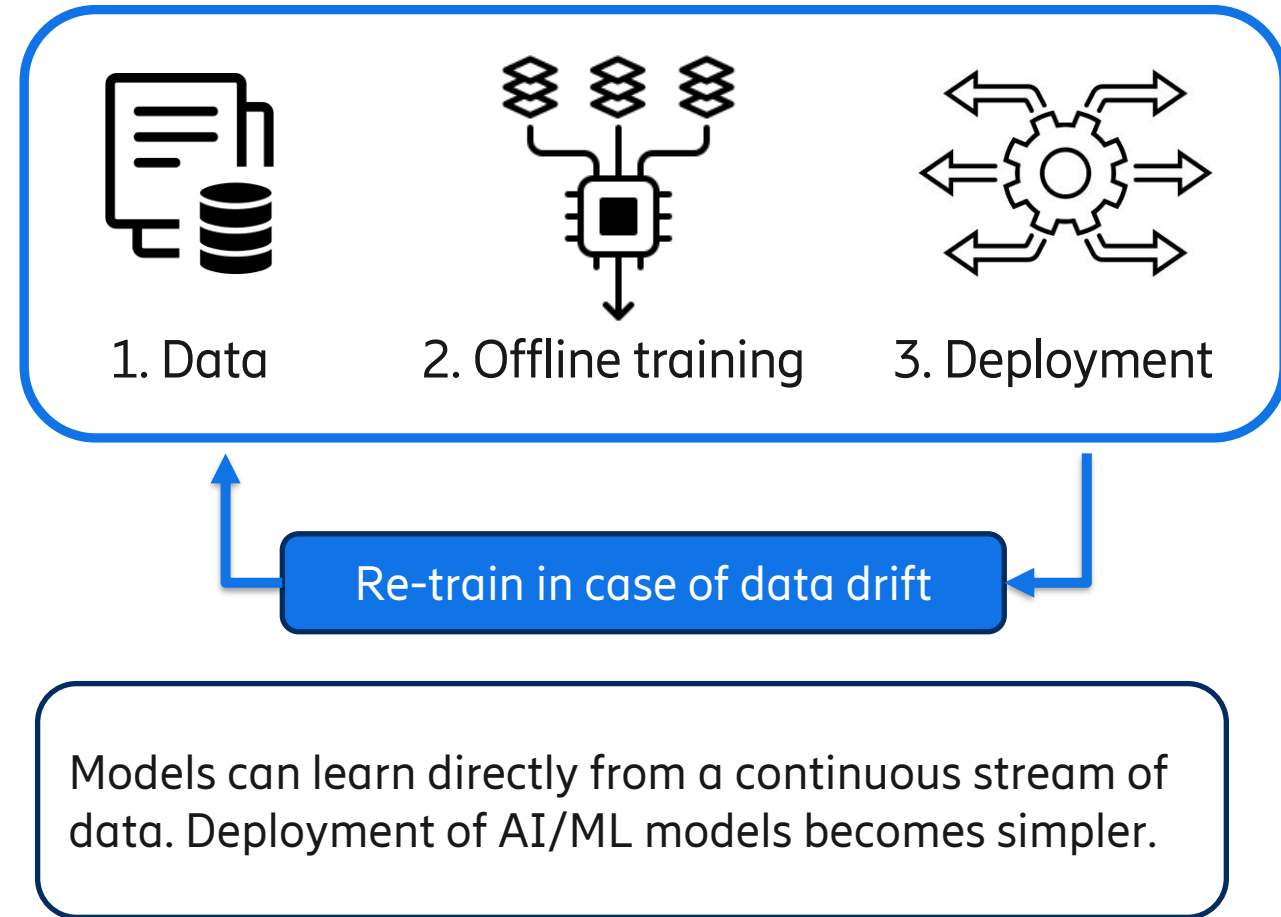 1. Data
2. Offline training
3. Deployment
Re-train in case of data drift
Models can learn directly from a continuous stream of
data. Deployment of AI/ML models becomes simpler.